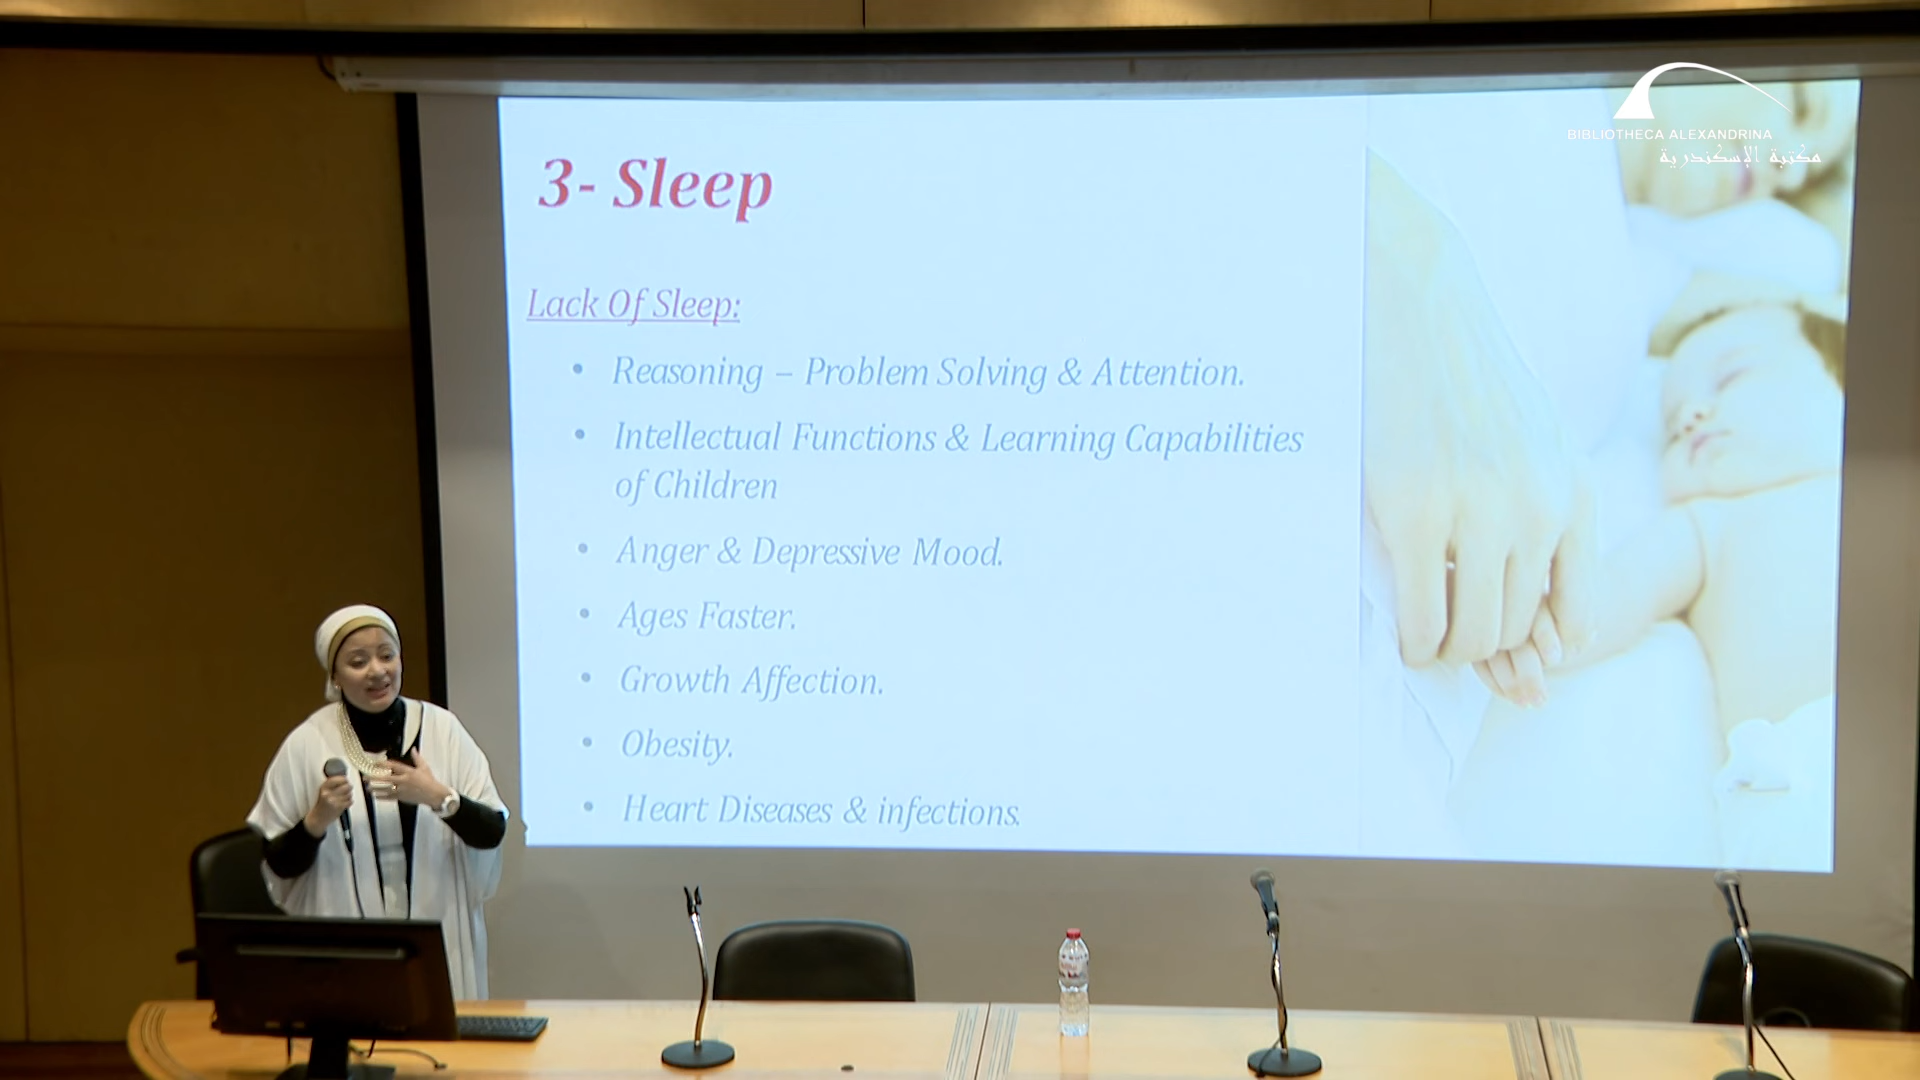 BIBLIOTHECA ALEXANDRINA
مكتبة الإسكندرية
3- Sleep
Lack Of Sleep:
• Reasoning – Problem Solving & Attention.
• Intellectual Functions & Learning Capabilities
of Children
• Anger & Depressive Mood.
• Ages Faster.
• Growth Affection.
• Obesity.
• Heart Diseases & infections.